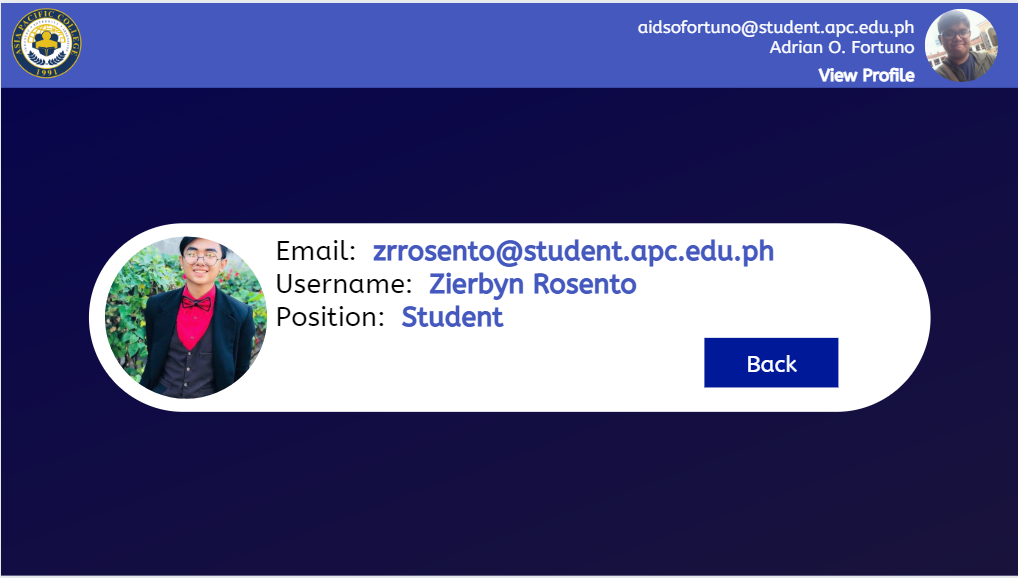 ASIA PACIFIC COLLEGE
1991
aidsofortuno@student.apc.edu.ph
Adrian O. Fortuno
View Profile
Email: zrrosento@student.apc.edu.ph
Username: Zierbyn Rosento
Position: Student
Back